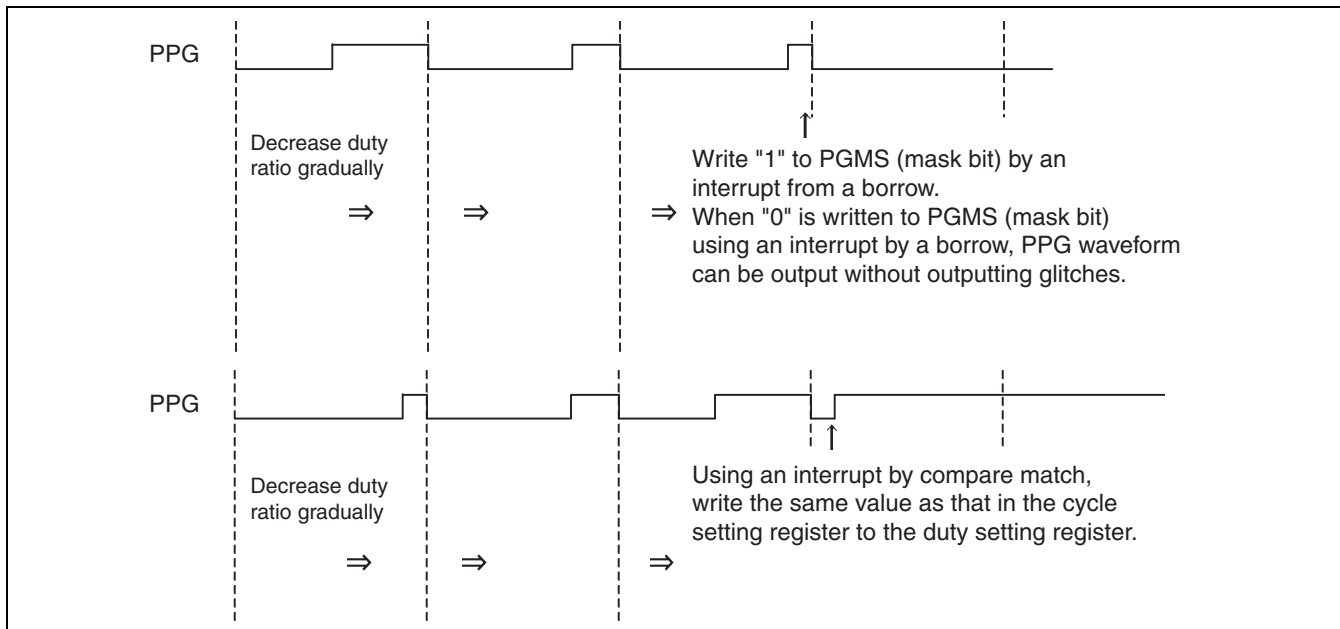 PPG
Decrease duty
ratio gradually
⇒ ⇒ ⇒
Write "1" to PGMS (mask bit) by an
interrupt from a borrow.
When "0" is written to PGMS (mask bit)
using an interrupt by a borrow, PPG waveform
can be output without outputting glitches.
PPG
Decrease duty
ratio gradually
⇒ ⇒ ⇒
Using an interrupt by compare match,
write the same value as that in the cycle
setting register to the duty setting register.